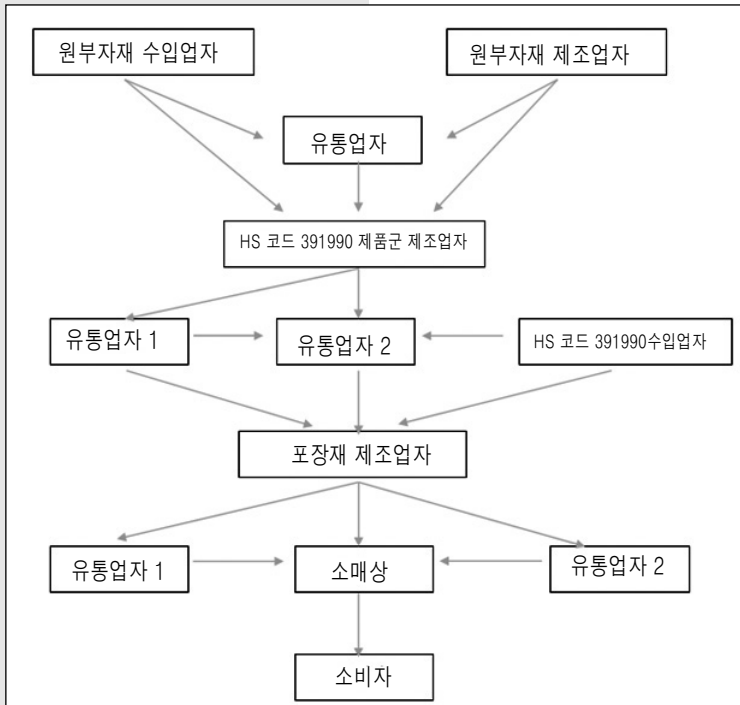 원부자재 수입업자
원부자재 제조업자
유통업자
HS 코드 391990 제품군 제조업자
유통업자 1
유통업자 2
HS 코드 391990수입업자
포장재 제조업자
유통업자 1
소매상
유통업자 2
소비자